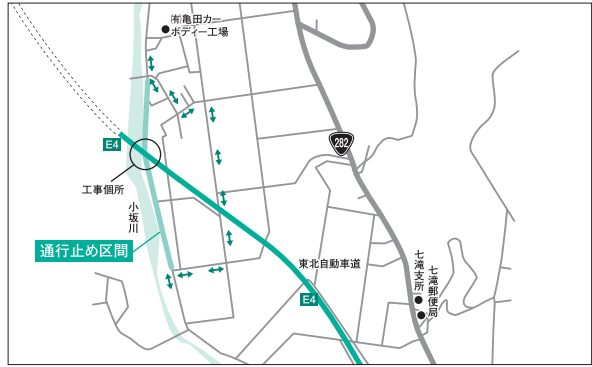 ㈲亀田カー
ボディー工場
282
E4
工事個所
小坂川
通行止め区間
東北自動車道
E4
七滝支所
七滝郵便局